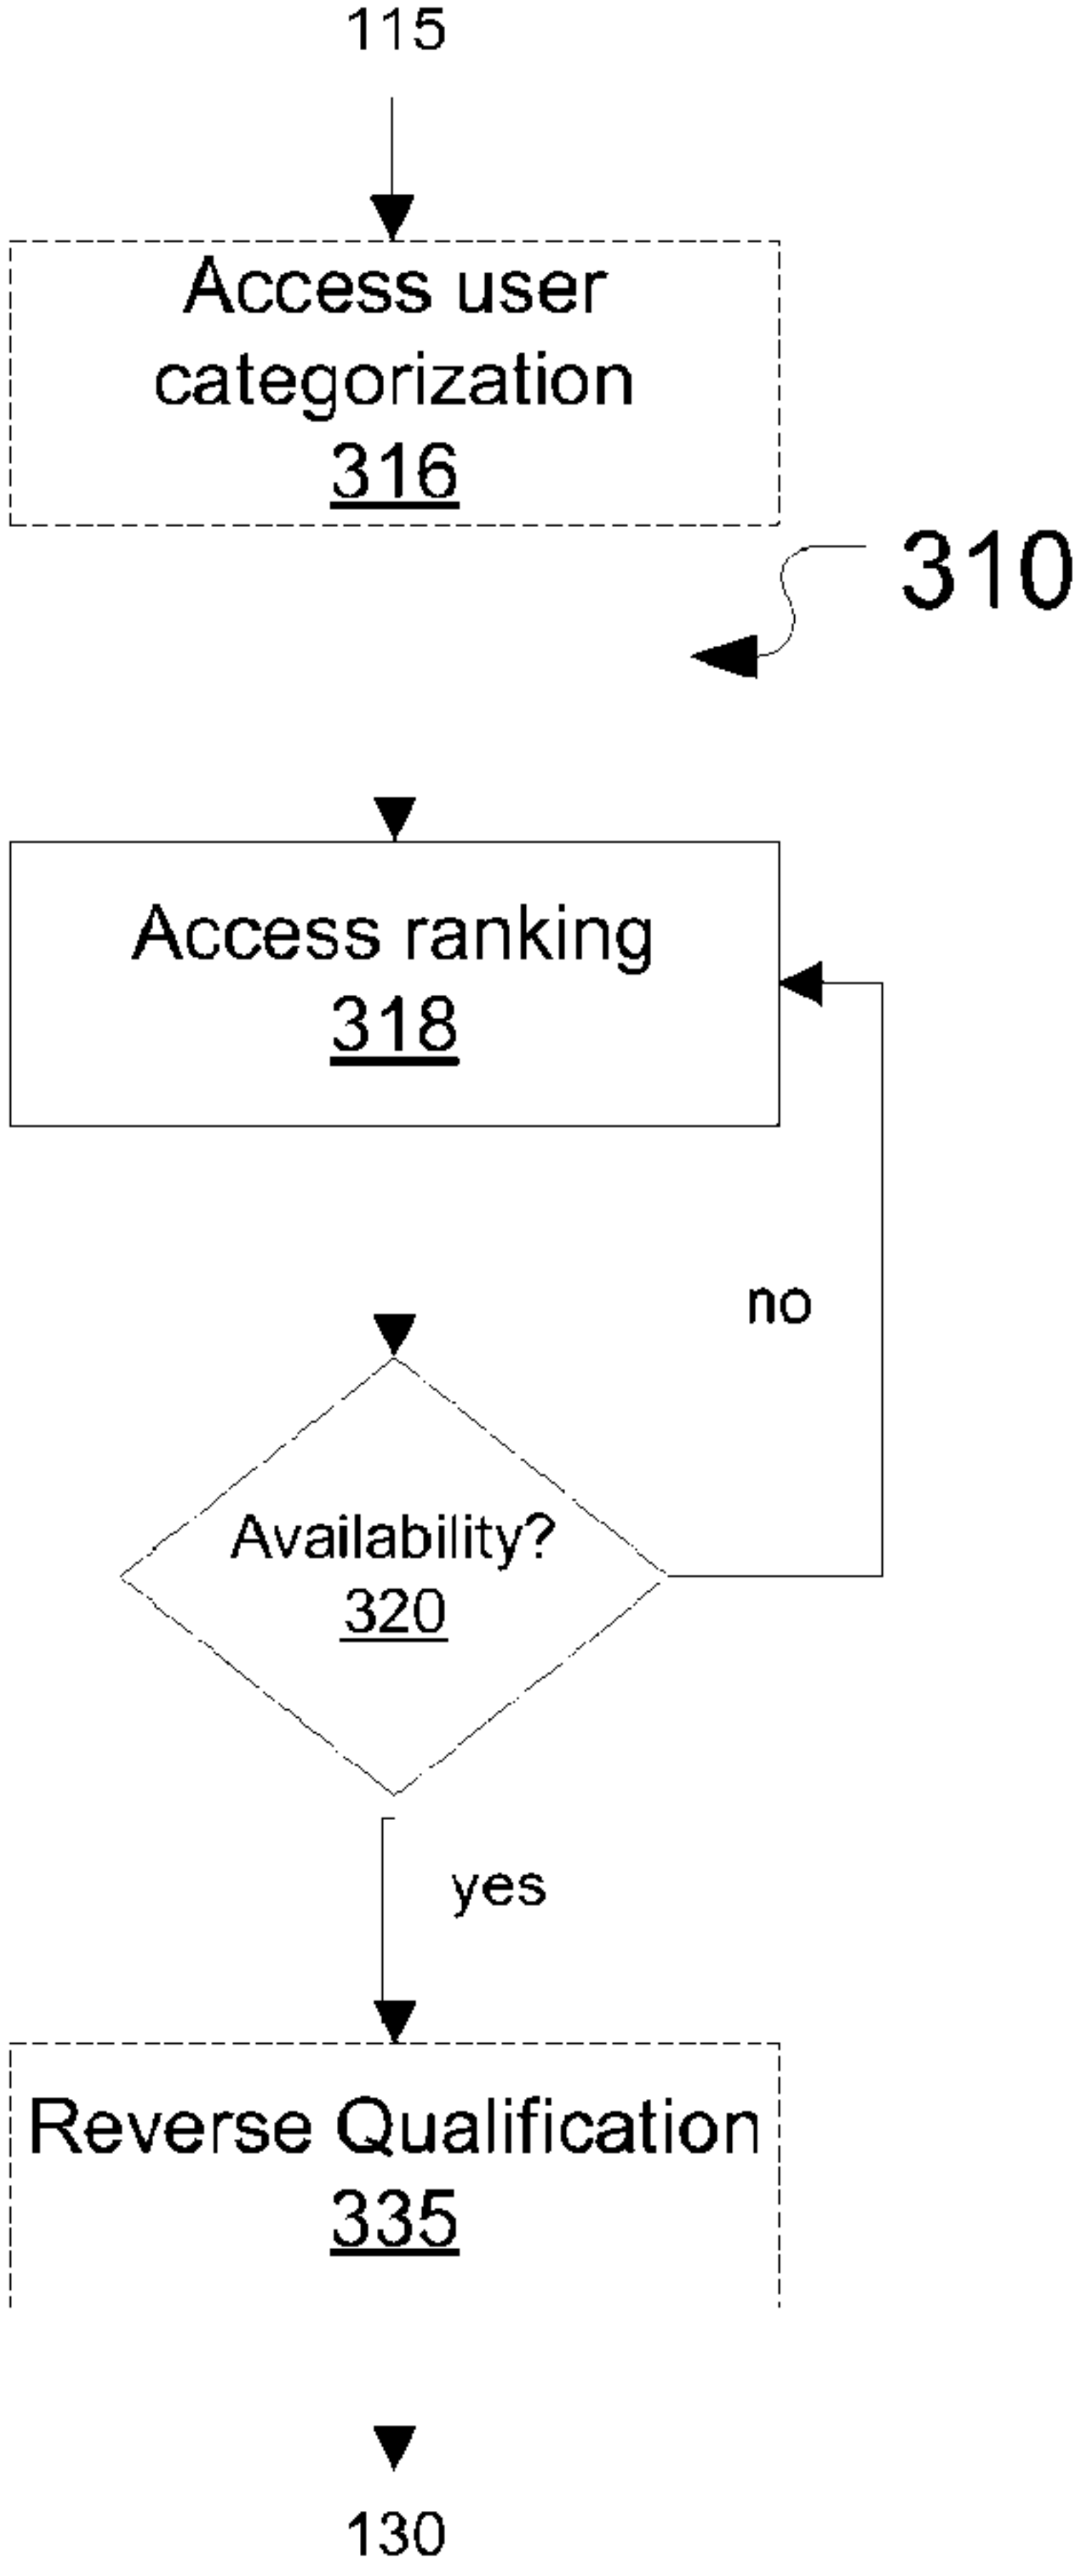 115
Access user
categorization
316
310
Access ranking
318
no
Availability?
320
yes
Reverse Qualification
335
130